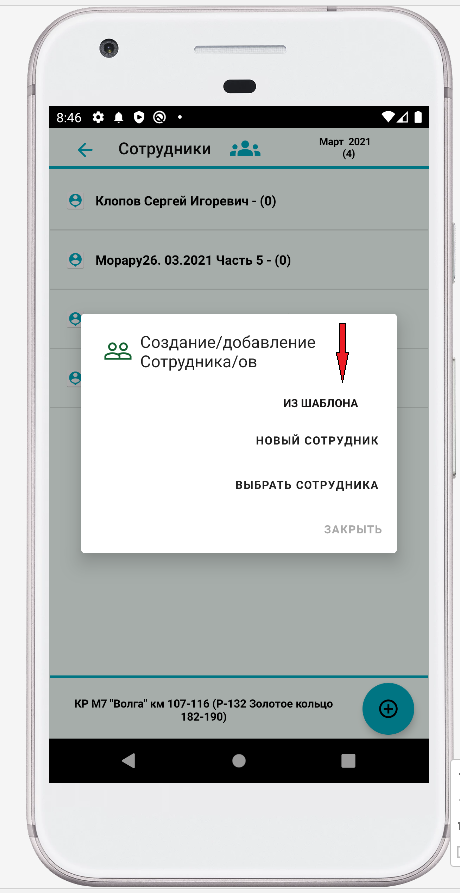 8:46
Сотрудники
Март 2021
(4)
Клопов Сергей Игоревич - (0)
Морару26. 03.2021 Часть 5 - (0)
Создание/добавление
Сотрудника/ов
ИЗ ШАБЛОНА
НОВЫЙ СОТРУДНИК
ВЫБРАТЬ СОТРУДНИКА
ЗАКРЫТЬ
КР М7 "Волга" км 107-116 (Р-132 Золотое кольцо
182-190)